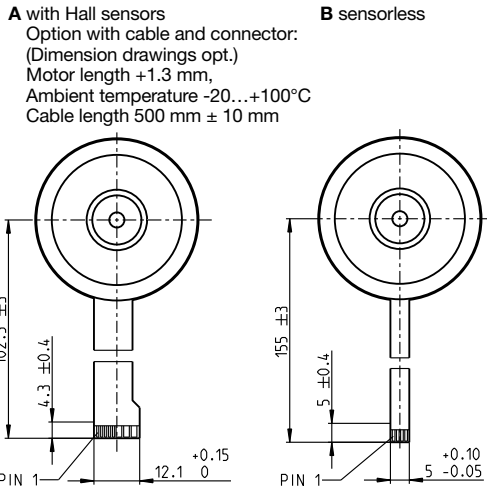 A with Hall sensors
Option with cable and connector:
(Dimension drawings opt.)
Motor length +1.3 mm,
Ambient temperature -20…+100°C
Cable length 500 mm ± 10 mm
B sensorless
4.3 ±0.4
PIN 1
12.1 +0.15 0
155 ±3
5 ±0.4
PIN 1
5 +0.10 -0.05